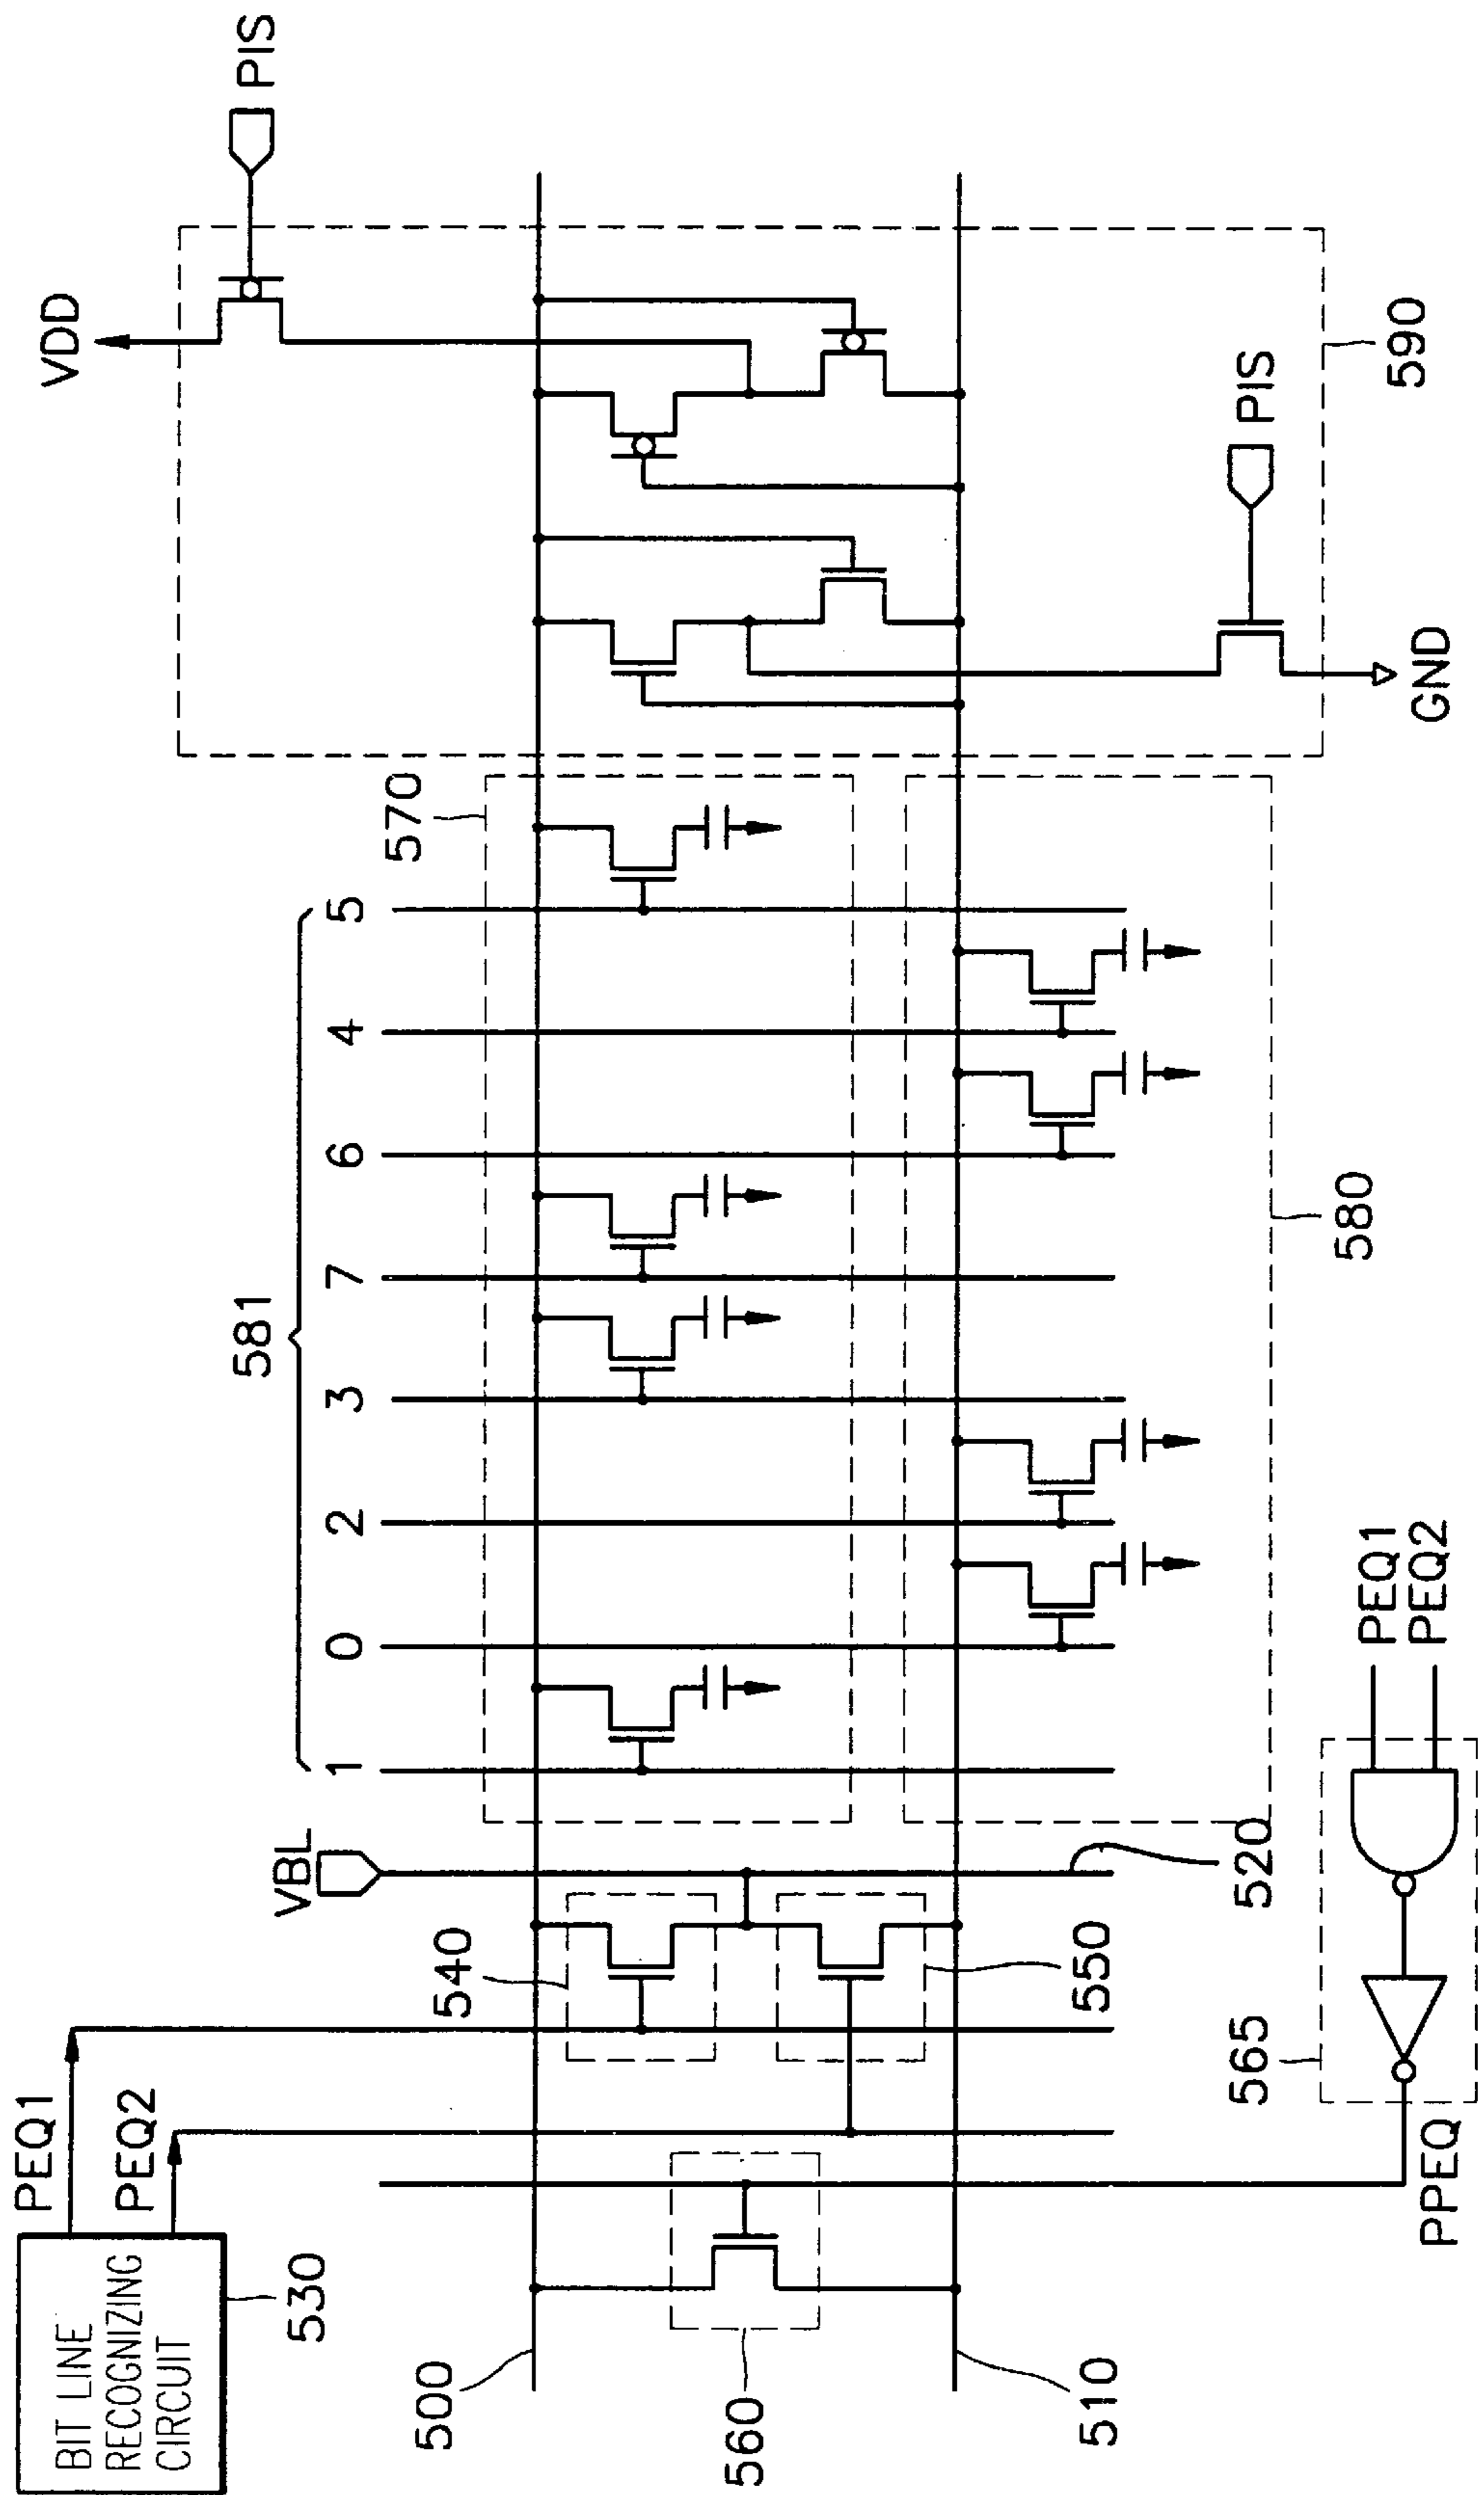 BIT LINE
RECOGNIZING
CIRCUIT
530
PEQ1
PEQ2
VBL
581
1 0 2 3 7 6 4 5
570
VDD
PIS
500
540
560
550
510
520
580
PIS
590
GND
565
PEQ1
PEQ2
PPEQ